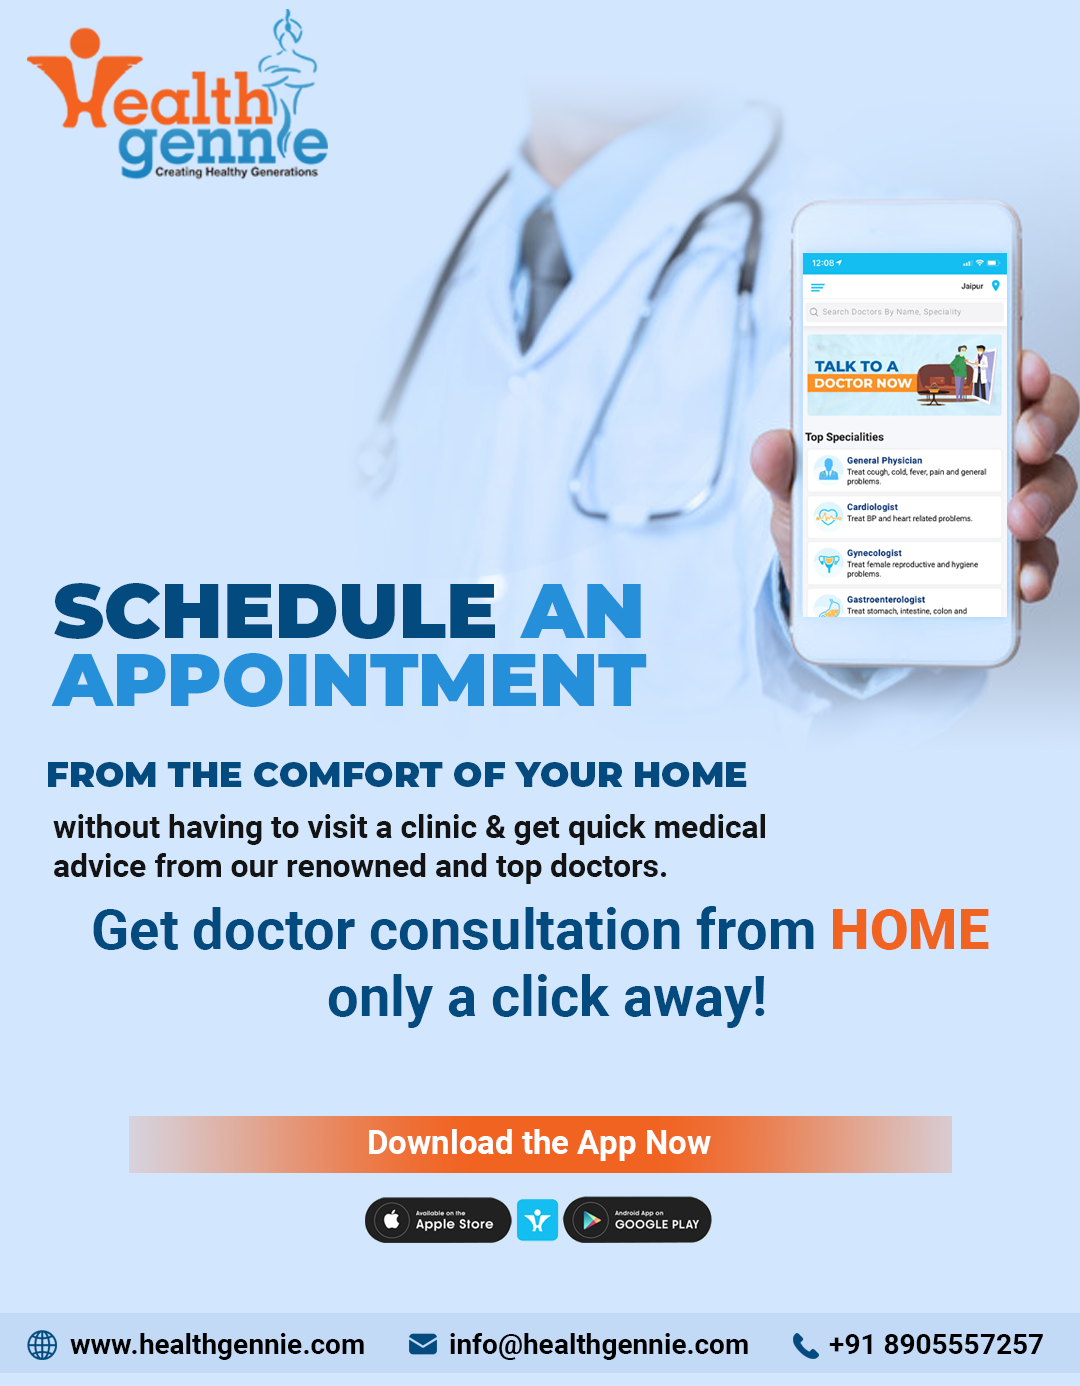 Health
gennie
Creating Healthy Generations
12:08
Jaipur
Search Doctors By Name, Speciality
TALK TO A
DOCTOR NOW
Top Specialities
General Physician
Treat cough, cold, fever, pain and general
problems.
Cardiologist
Treat BP and heart related problems.
Gynecologist
Treat female reproductive and hygiene
problems.
Gastroenterologist
Treat stomach, intestine, colon and
SCHEDULE AN
APPOINTMENT
FROM THE COMFORT OF YOUR HOME
without having to visit a clinic & get quick medical
advice from our renowned and top doctors.
Get doctor consultation from HOME
only a click away!
Download the App Now
Available on the
Apple Store
Android App on
GOOGLE PLAY
www.healthgennie.com
info@healthgennie.com
+91 8905557257